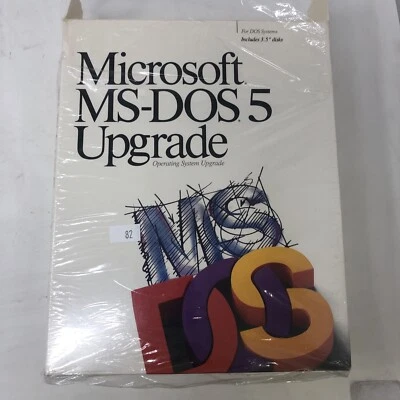 For DOS Systems
Includes 3.5" disks
Microsoft®
MS-DOS® 5
Upgrade
Operating System Upgrade
82
MS
DOS